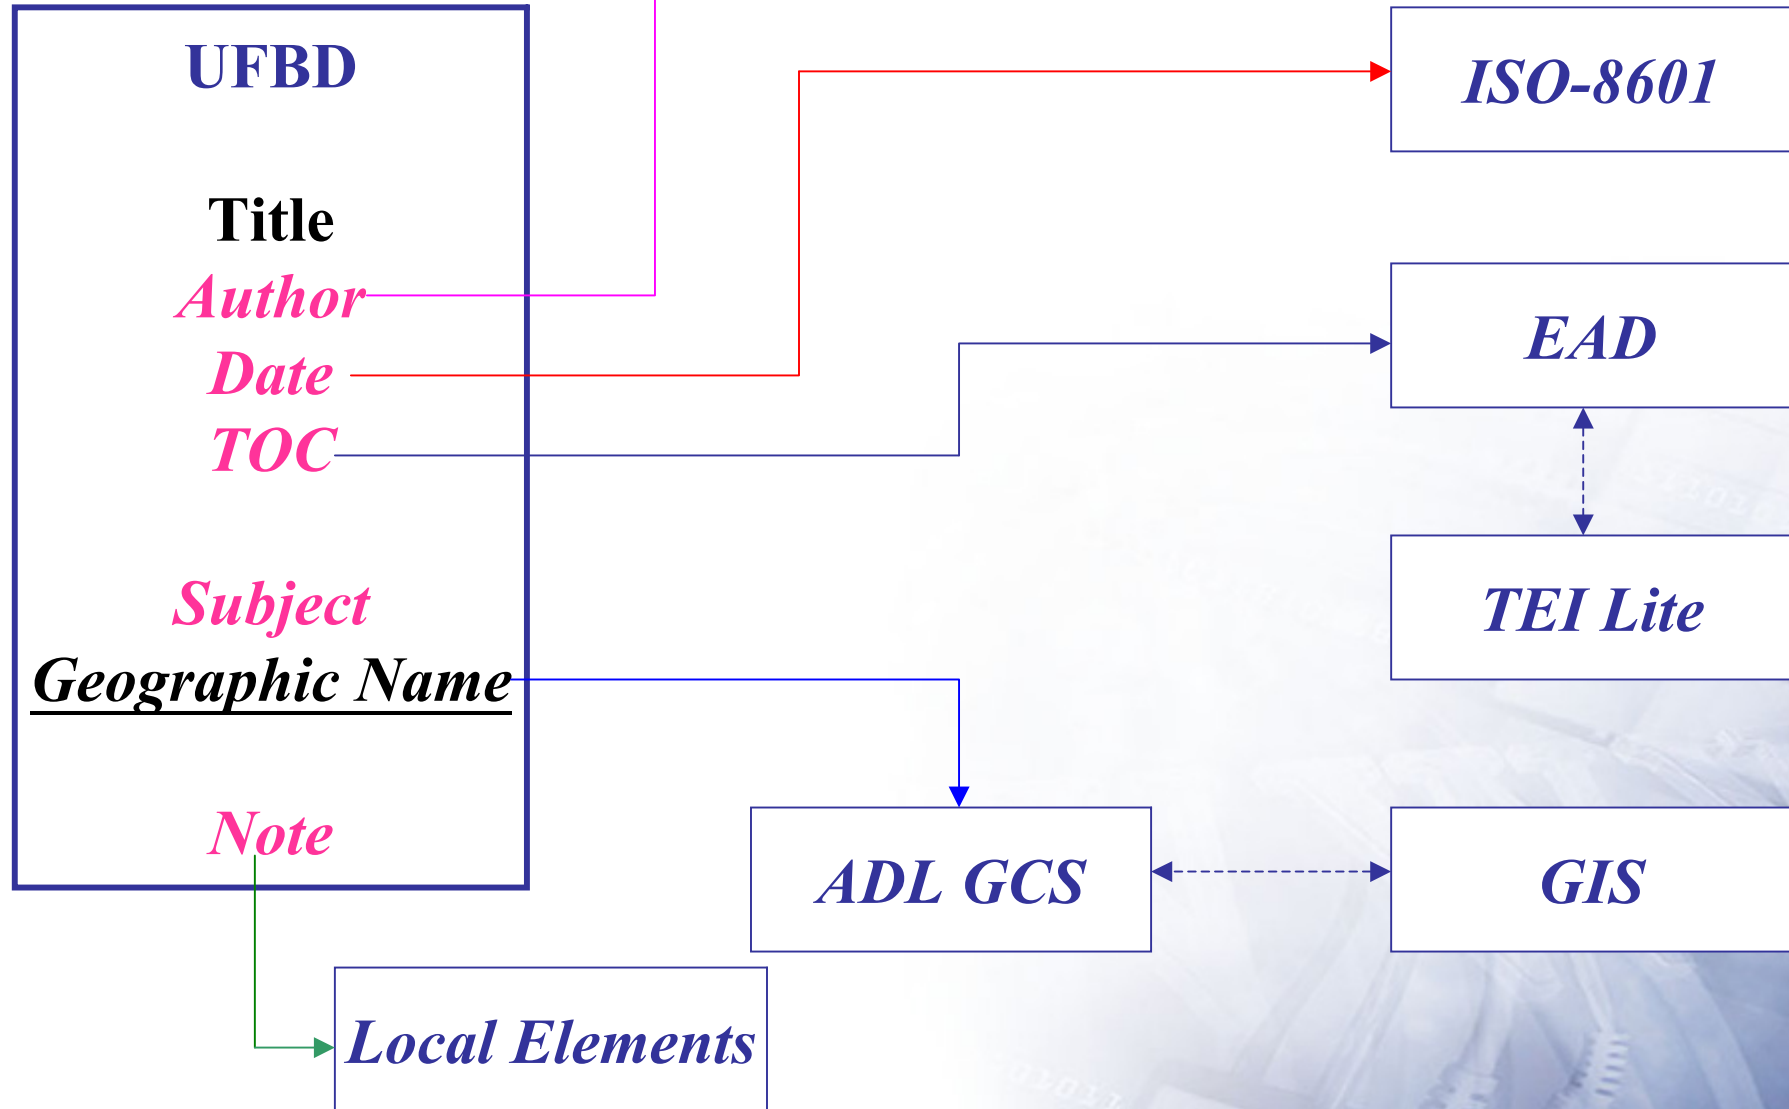 UFBD
Title
Author
Date
TOC
Subject
Geographic Name
Note
ISO-8601
EAD
TEI Lite
ADL GCS
GIS
Local Elements